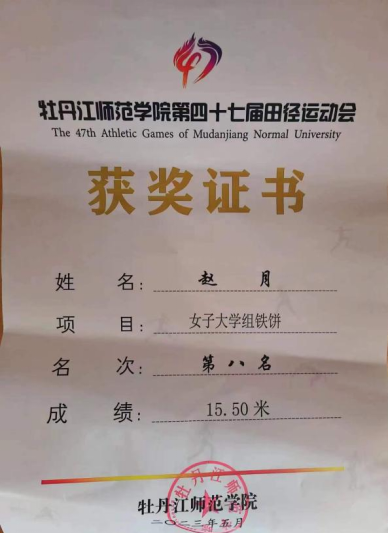 牡丹江师范学院第四十七届田径运动会
The 47th Athletic Games of Mudanjiang Normal University
获奖证书
姓 名： 赵 月
项 目： 女子大学组铁饼
名 次： 第八名
成 绩： 15.50 米
牡丹江师范学院
二〇二三年五月